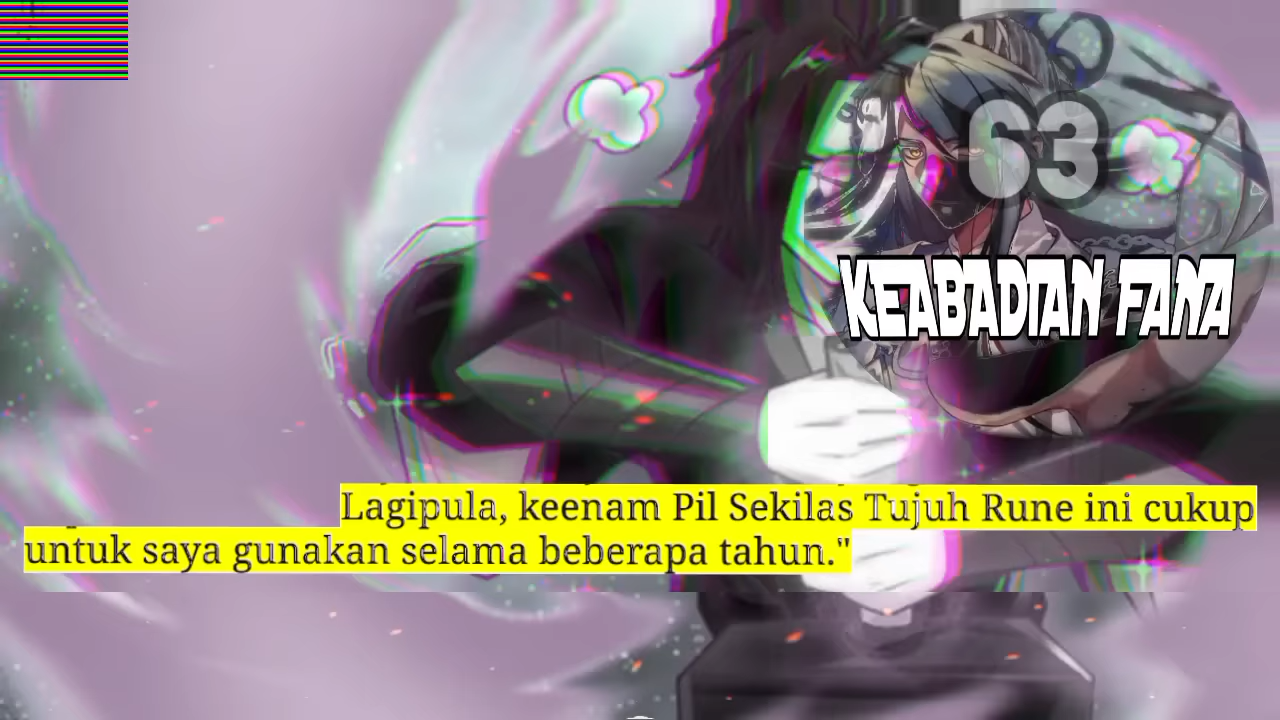 63
KEABADIAN FANA
Lagipula, keenam Pil Sekilas Tujuh Rune ini cukup
untuk saya gunakan selama beberapa tahun."